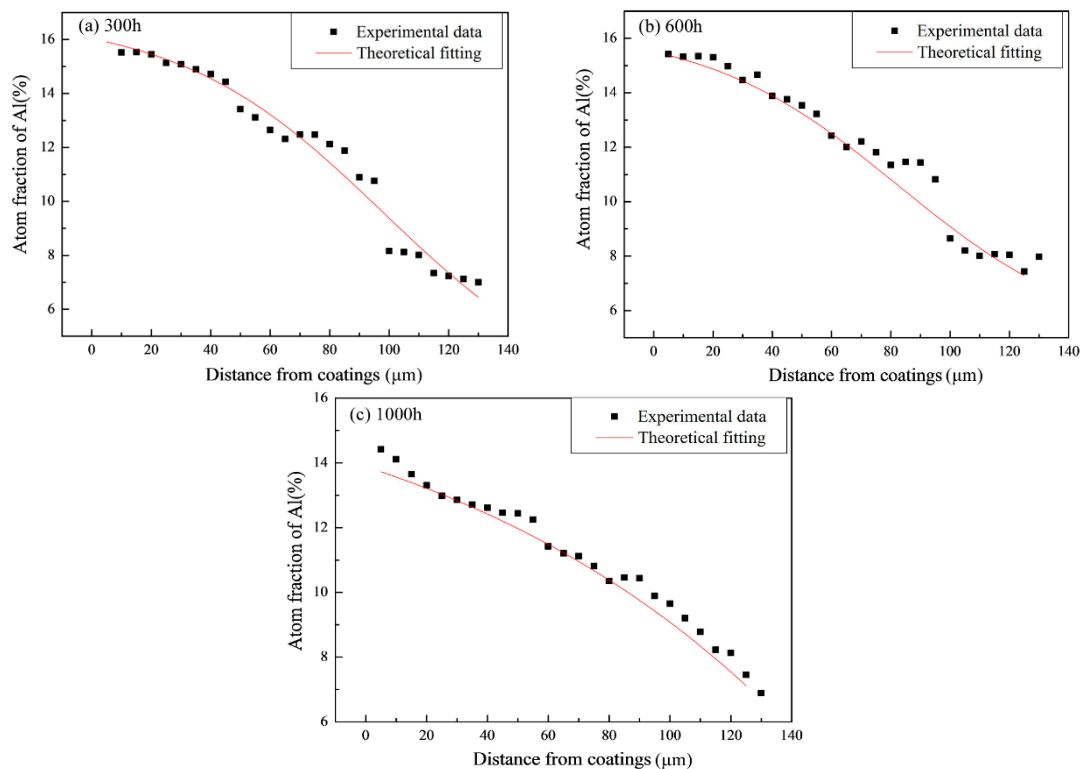 (a) 300h
Experimental data
Theoretical fitting
16
14
12
10
8
6
Atom fraction of Al(%)
0 20 40 60 80 100 120 140
Distance from coatings (μm)
(b) 600h
Experimental data
Theoretical fitting
16
14
12
10
8
6
Atom fraction of Al(%)
0 20 40 60 80 100 120 140
Distance from coatings (μm)
(c) 1000h
Experimental data
Theoretical fitting
16
14
12
10
8
6
Atom fraction of Al(%)
0 20 40 60 80 100 120 140
Distance from coatings (μm)